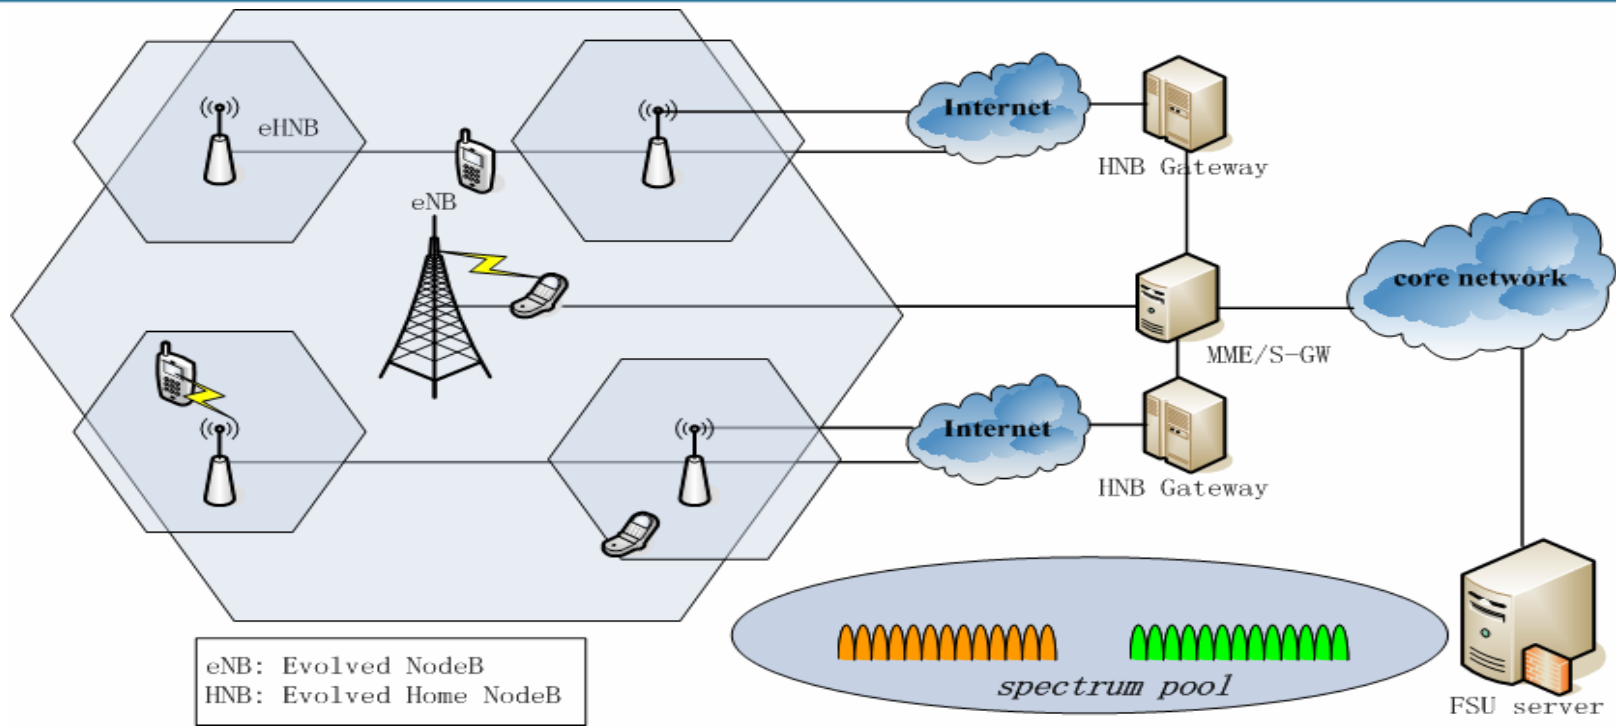 eHNB
Internet
HNB Gateway
eNB
core network
MME/S-GW
Internet
HNB Gateway
eNB: Evolved NodeB
HNB: Evolved Home NodeB
spectrum pool
FSU server